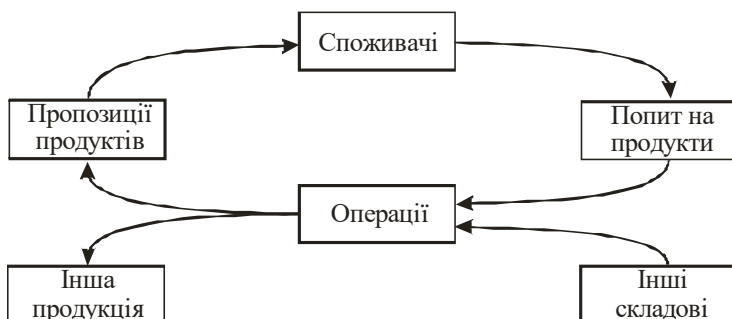 Споживачі
Пропозиції
продуктів
Попит на
продукти
Операції
Інша
продукція
Інші
складові